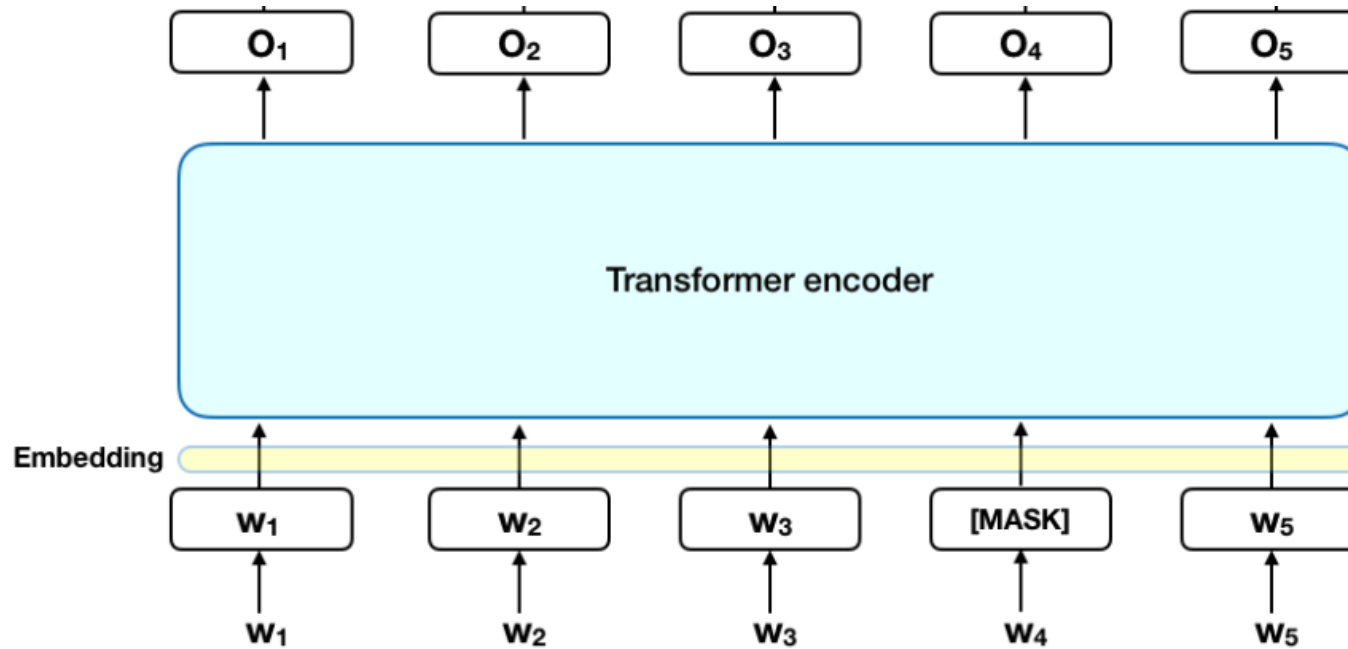 O₁ O₂ O₃ O₄ O₅
Transformer encoder
Embedding
w₁ w₂ w₃ [MASK] w₅
w₁ w₂ w₃ w₄ w₅